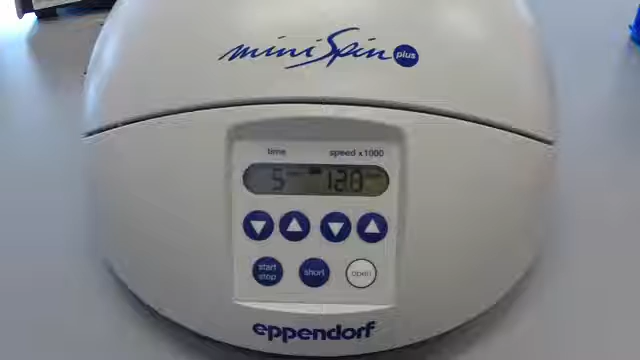 miniSpin plus
time speed x1000
5 12.0
start stop short open
eppendorf